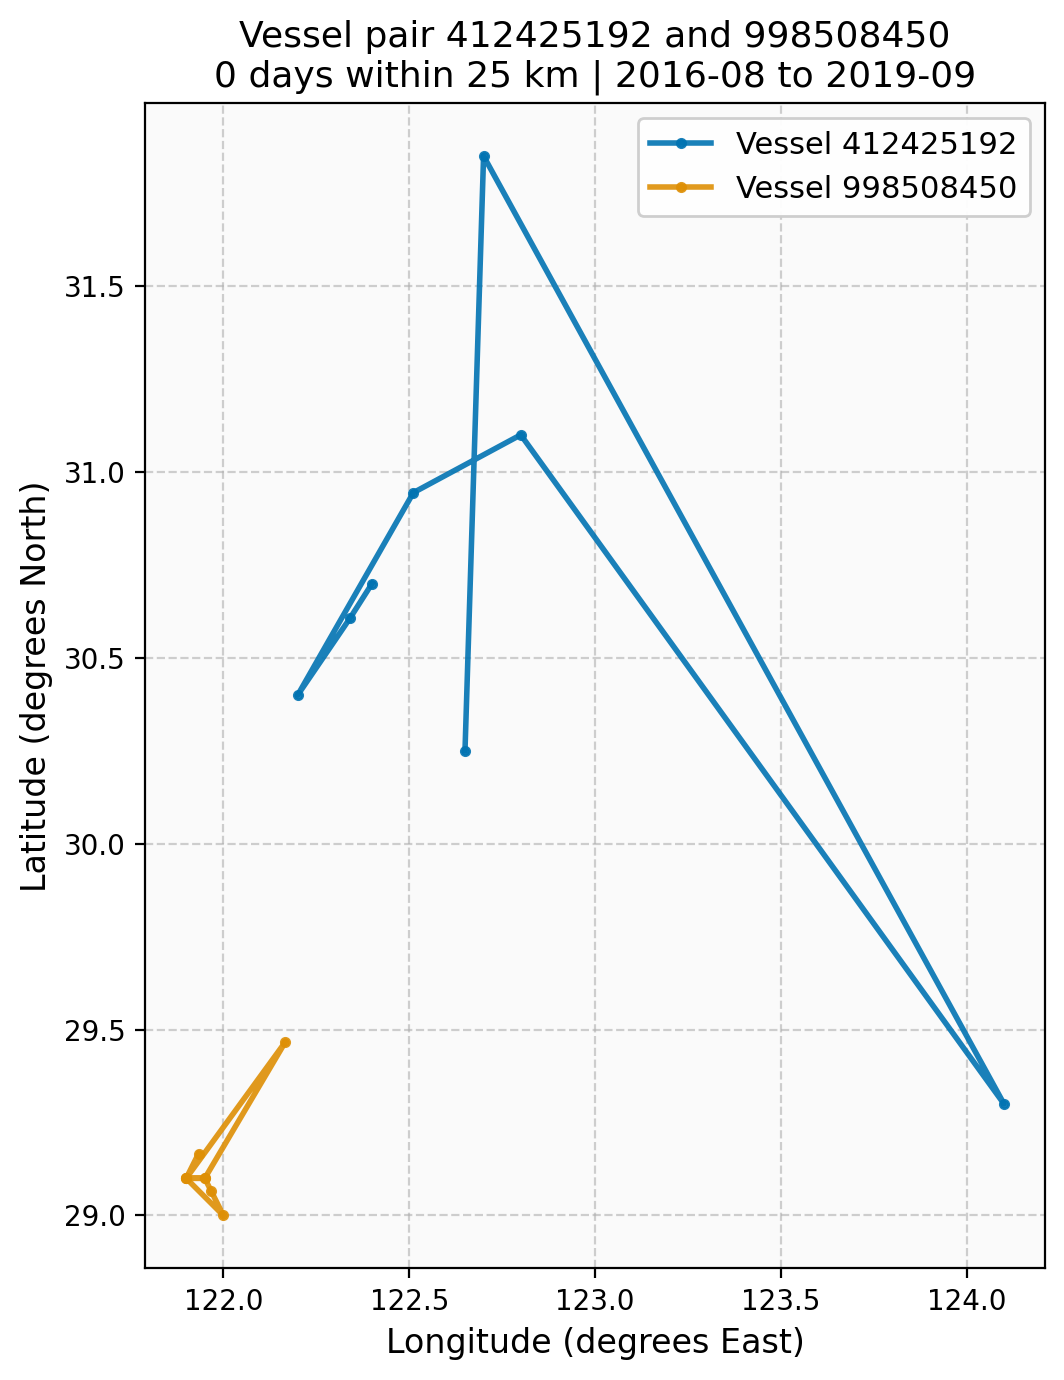 Vessel pair 412425192 and 998508450
0 days within 25 km | 2016-08 to 2019-09
Vessel 412425192
Vessel 998508450
31.5
31.0
30.5
30.0
29.5
29.0
Latitude (degrees North)
122.0
122.5
123.0
123.5
124.0
Longitude (degrees East)